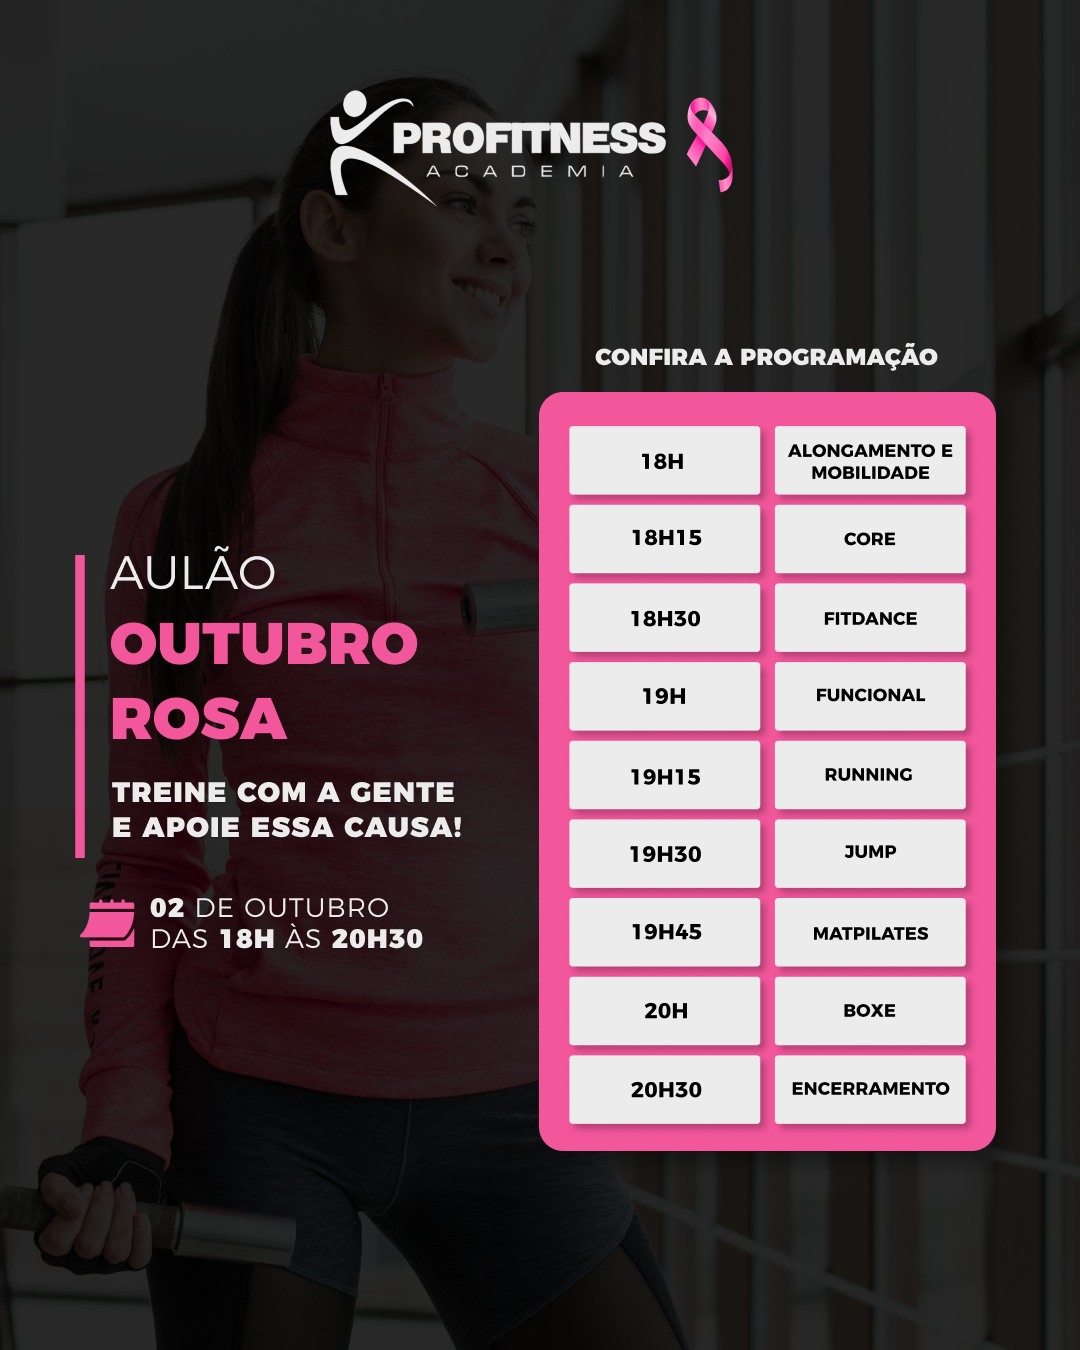 PROFITNESS
ACADEMIA
CONFIRA A PROGRAMAÇÃO
18H ALONGAMENTO E MOBILIDADE
18H15 CORE
18H30 FITDANCE
19H FUNCIONAL
19H15 RUNNING
19H30 JUMP
19H45 MATPILATES
20H BOXE
20H30 ENCERRAMENTO
AULÃO
OUTUBRO
ROSA
TREINE COM A GENTE
E APOIE ESSA CAUSA!
02 DE OUTUBRO
DAS 18H ÀS 20H30